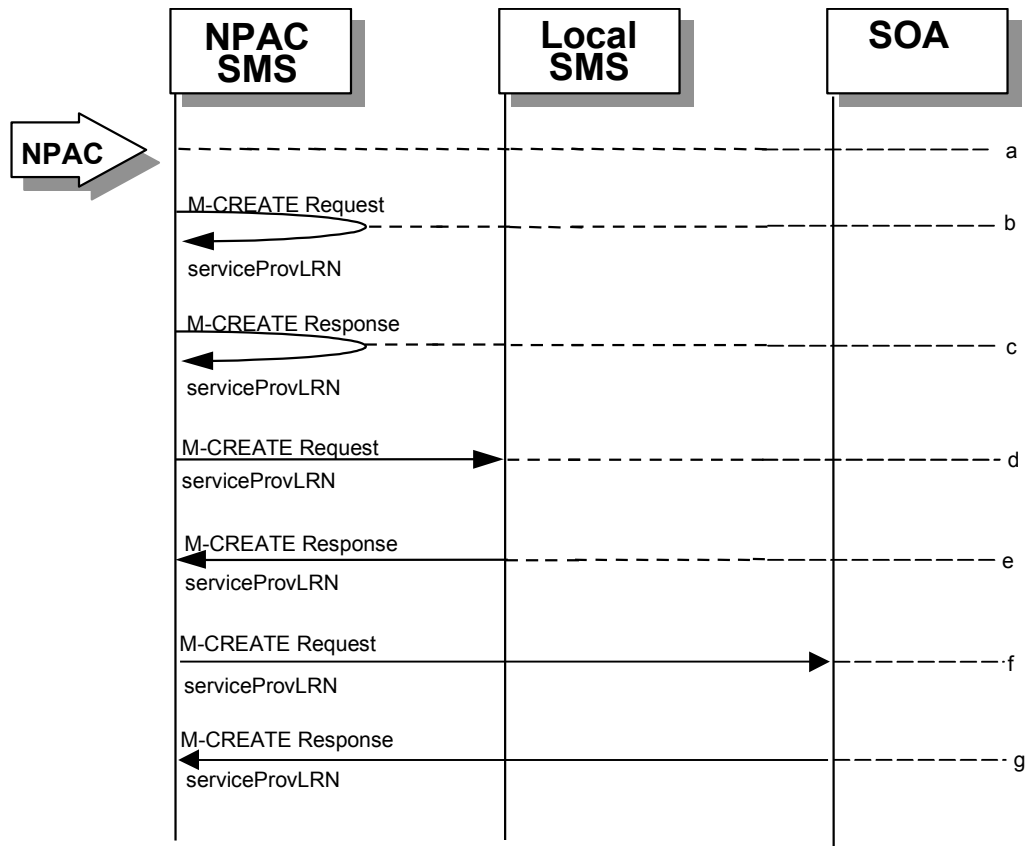 NPAC
SMS
Local
SMS
SOA
NPAC
a
M-CREATE Request
b
serviceProvLRN
M-CREATE Response
c
serviceProvLRN
M-CREATE Request
d
serviceProvLRN
M-CREATE Response
e
serviceProvLRN
M-CREATE Request
f
serviceProvLRN
M-CREATE Response
g
serviceProvLRN